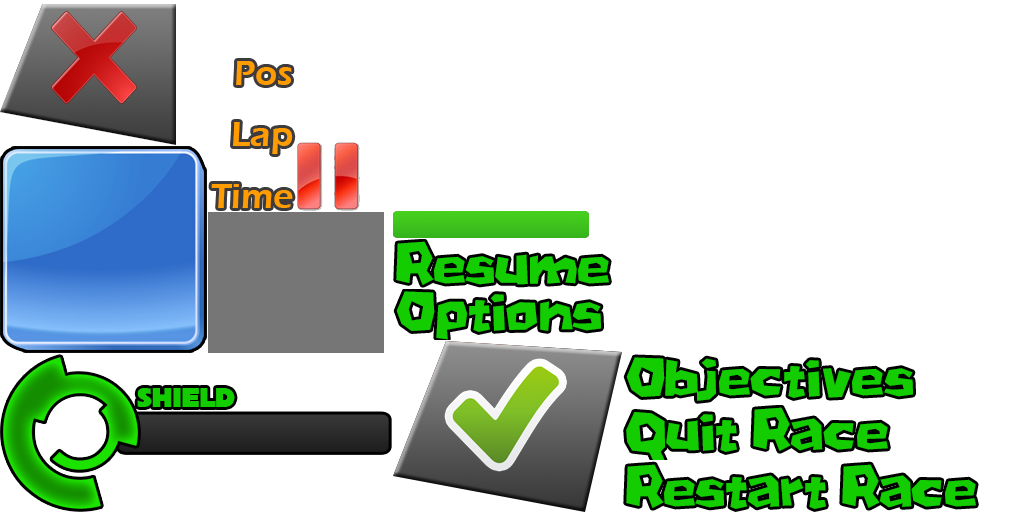 Pos
Lap
Time
Resume
Options
SHIELD
Objectives
Quit Race
Restart Race